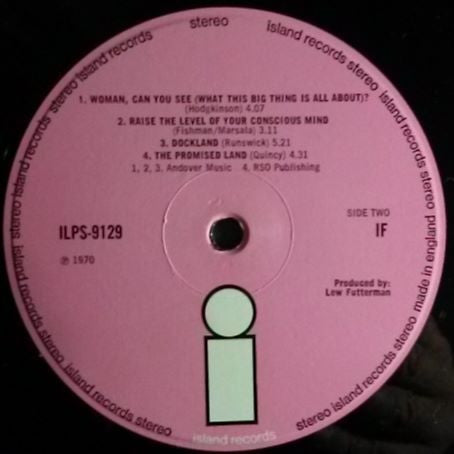 stereo island records stereo island records stereo made in england
1. WOMAN, CAN YOU SEE (WHAT THIS BIG THING IS ALL ABOUT)?
(Hodgkinson) 4.07
2. RAISE THE LEVEL OF YOUR CONSCIOUS MIND
(Fishman/Marsala) 3.11
3. DOCKLAND (Runswick) 5.21
4. THE PROMISED LAND (Quincy) 4.31
1, 2, 3. Andover Music 4. RSO Publishing
ILPS-9129
SIDE TWO
IF
℗ 1970
Produced by:
Lew Futterman
i
stereo island records stereo island records stereo island records stereo island records
island records
stereo island records stereo